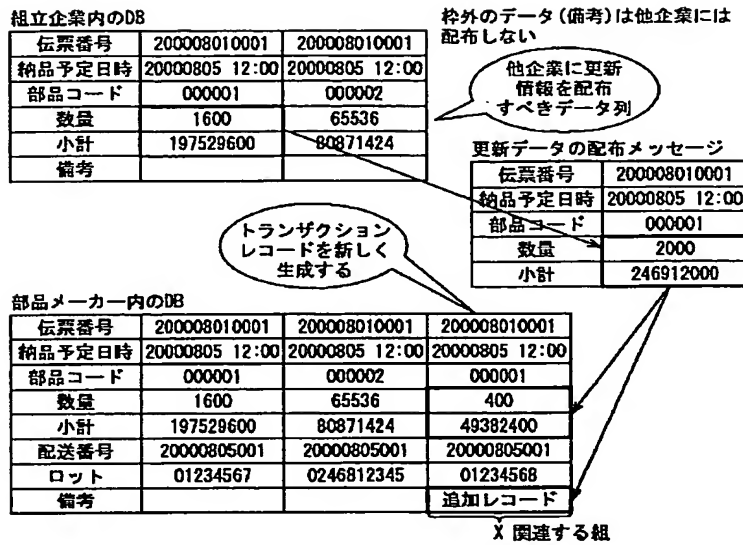 組立企業内のDB
伝票番号 200008010001 200008010001
納品予定日時 20000805 12:00 20000805 12:00
部品コード 000001 000002
数量 1600 65536
小計 197529600 80871424
備考
枠外のデータ(備考)は他企業には
配布しない
他企業に更新
情報を配布
すべきデータ列
更新データの配布メッセージ
伝票番号 200008010001
納品予定日時 20000805 12:00
部品コード 000001
数量 2000
小計 246912000
トランザクション
レコードを新しく
生成する
部品メーカー内のDB
伝票番号 200008010001 200008010001 200008010001
納品予定日時 20000805 12:00 20000805 12:00 20000805 12:00
部品コード 000001 000002 000001
数量 1600 65536 400
小計 197529600 80871424 49382400
配送番号 20000805001 20000805001 20000805001
ロット 01234567 0246812345 01234568
備考 追加レコード
X 関連する組